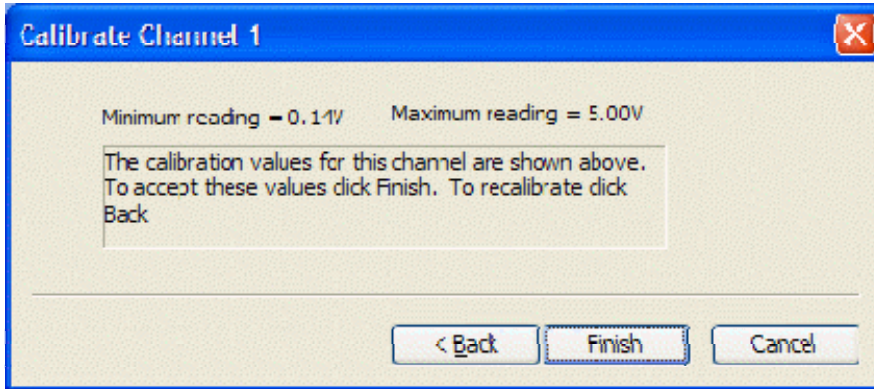 Calibrate Channel 1
Minimum reading = 0.14V Maximum reading = 5.00V
The calibration values for this channel are shown above.
To accept these values click Finish. To recalibrate click
Back
< Back Finish Cancel